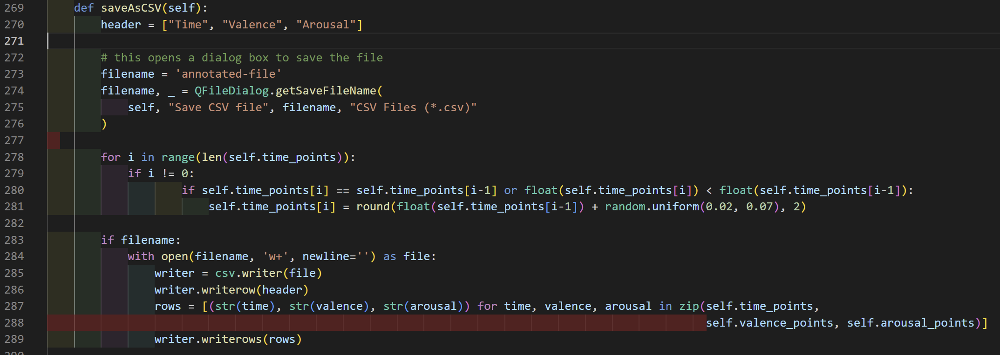 269 def saveAsCSV(self):
270 header = ["Time", "Valence", "Arousal"]
271
272 # this opens a dialog box to save the file
273 filename = 'annotated-file'
274 filename, _ = QFileDialog.getSaveFileName(
275 self, "Save CSV file", filename, "CSV Files (*.csv)"
276 )
277
278 for i in range(len(self.time_points)):
279 if i != 0:
280 if self.time_points[i] == self.time_points[i-1] or float(self.time_points[i]) < float(self.time_points[i-1]):
281 self.time_points[i] = round(float(self.time_points[i-1]) + random.uniform(0.02, 0.07), 2)
282
283 if filename:
284 with open(filename, 'w+', newline='') as file:
285 writer = csv.writer(file)
286 writer.writerow(header)
287 rows = [(str(time), str(valence), str(arousal)) for time, valence, arousal in zip(self.time_points,
288 self.valence_points, self.arousal_points)]
289 writer.writerows(rows)
290